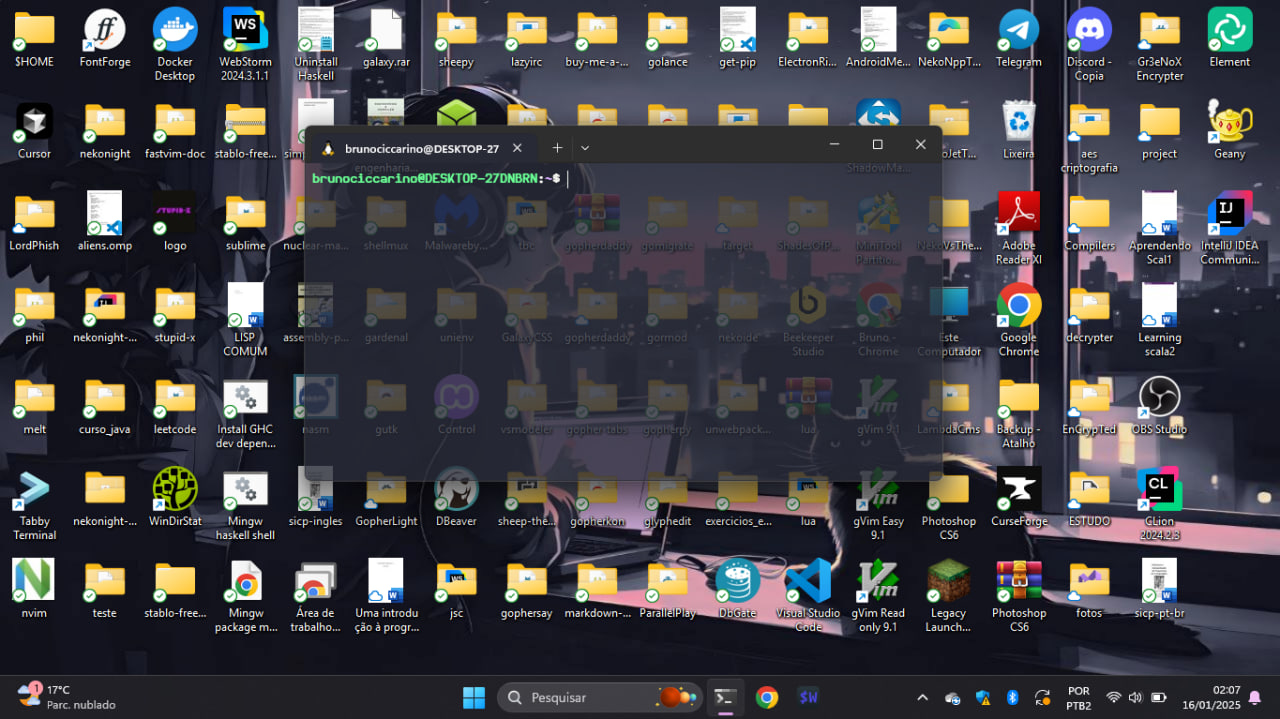 $HOME
FontForge
Docker Desktop
WS
WebStorm 2024.3.1.1
Uninstall Haskell
galaxy.rar
sheepy
lazyirc
buy-me-a-...
golance
get-pip
ElectronRi...
AndroidMe...
NekoNppT...
Telegram
Discord - Copia
Gr3eNoX Encrypter
Element
Cursor
nekonight
fastvim-doc
stablo-free...
engenharia...
ShadowMa...
Lixeira
aes criptografia
project
Geany
brunociccarino@DESKTOP-27
brunociccarino@DESKTOP-27DNBRN:~$
LordPhish
aliens.omp
STUPID-X
logo
sublime
nuclear-ma...
shellmux
Malwareby...
tbc
gopherdaddy
gomigrate
target
ShadesOfP...
MiniTool Partitio...
NekoVsThe...
Adobe Reader XI
Compilers
Aprendendo Scal1
IJ
IntelliJ IDEA Communi...
phil
nekonight-...
stupid-x
LISP COMUM
assembly-p...
gardenal
unienv
GalaxyCSS
gopherdaddy
gormod
nekoide
Beekeeper Studio
Bruno - Chrome
Este Computador
Google Chrome
decrypter
Learning scala2
melt
curso_java
leetcode
Install GHC dev depen...
nasm
gutk
Control
vsmodeler
gopher-tabs
gopherpy
unwebpack...
lua
gVim 9.1
LambdaCms
Backup - Atalho
EnCrypTed
OBS Studio
Tabby Terminal
nekonight-...
WinDirStat
Mingw haskell shell
sicp-ingles
GopherLight
DBeaver
sheep-the...
gopherkon
glyphedit
exercicios_e...
lua
gVim Easy 9.1
Photoshop CS6
CurseForge
ESTUDO
CL
CLion 2024.2.3
nvim
teste
stablo-free...
Mingw package m...
Área de trabalho...
Uma introdu ção à progr...
jsc
gophersay
markdown-...
ParallelPlay
DbGate
Visual Studio Code
gVim Read only 9.1
Legacy Launch...
Photoshop CS6
fotos
sicp-pt-br
1
17°C
Parc. nublado
Pesquisar
$W
POR
PTB2
02:07
16/01/2025